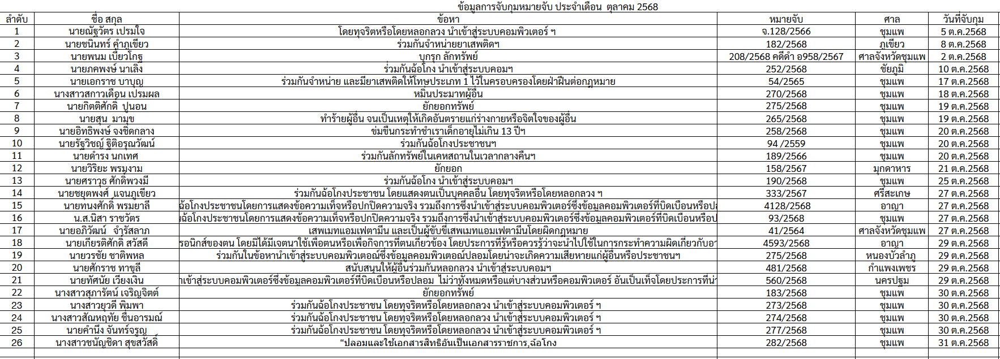 ข้อมูลการจับกุมหมายจับ ประจำเดือน ตุลาคม 2568
ลำดับ ชื่อ สกุล ข้อหา หมายจับ ศาล วันที่จับกุม
1 นายณัฐวัตร เปรมใจ โดยทุจริตหรือโดยหลอกลวง นำเข้าสู่ระบบคอมพิวเตอร์ ฯ จ.128/2566 ชุมแพ 5 ต.ค.2568
2 นายชนินทร์ คำภูเขียว ร่วมกันจำหน่ายยาเสพติดฯ 182/2568 ภูเขียว 8 ต.ค.2568
3 นายพนม เบี้ยวโกฐ บุกรุก ลักทรัพย์ 208/2568 คดีดำ อ958/2567 ศาลจังหวัดชุมแพ 2 ต.ค.2568
4 นายภคพงษ์ นาเลิง ร่วมกันฉ้อโกง นำเข้าสู่ระบบคอมฯ 252/2568 ชัยภูมิ 10 ต.ค.2568
5 นายเอกราช บาบุญ ร่วมกันจำหน่าย และมียาเสพติดให้โทษประเภท 1 ไว้ในครอบครองโดยฝ่าฝืนต่อกฎหมาย 54/2565 ชุมแพ 17 ต.ค.2568
6 นางสาวสกาวเดือน เปรมผล หมิ่นประมาทผู้อื่น 270/2568 ชุมแพ 18 ต.ค.2568
7 นายกิตติศักดิ์ ปูนอน ยักยอกทรัพย์ 275/2568 ชุมแพ 19 ต.ค.2568
8 นายสุน มามุข ทำร้ายผู้อื่น จนเป็นเหตุให้เกิดอันตรายแก่ร่างกายหรือจิตใจของผู้อื่น 265/2568 ชุมแพ 19 ต.ค.2568
9 นายอิทธิพงษ์ จงชิดกลาง ข่มขืนกระทำชำเราเด็กอายุไม่เกิน 13 ปีฯ 258/2568 ชุมแพ 20 ต.ค.2568
10 นายรัฐวิชญ์ ฐิติอรุณวัฒน์ ร่วมกันฉ้อโกงประชาชนฯ 94 /2559 ชุมแพ 20 ต.ค.2568
11 นายดำรง นกเทศ ร่วมกันลักทรัพย์ในเคหสถานในเวลากลางคืนฯ 189/2566 ชุมแพ 20 ต.ค.2568
12 นายวิริยะ พรมงาม ยักยอก 158/2567 มุกดาหาร 21 ต.ค.2568
13 นายศราวุธ ศักดิ์พวงมี ร่วมกันฉ้อโกง นำเข้าสู่ระบบคอมฯ 190/2568 ชุมแพ 25 ต.ค.2568
14 นายชยุตพงศ์ แจนภูเขียว ร่วมกันฉ้อโกงประชาชน โดยแสดงตนเป็นบุคคลอื่น โดยทุจริตหรือโดยหลอกลวง ฯ 333/2567 ศรีสะเกษ 27 ต.ค.2568
15 นายทนงศักดิ์ พรมยาลี ฉ้อโกงประชาชนโดยการแสดงข้อความเท็จหรือปกปิดความจริง รวมถึงการซึ่งนำเข้าสู่ระบบคอมพิวเตอร์ซึ่งข้อมูลคอมพิวเตอร์ที่บิดเบือนหรือปล 4128/2568 อาญา 27 ต.ค.2568
16 น.ส.นิสา ราชวัตร ฉ้อโกงประชาชนโดยการแสดงข้อความเท็จหรือปกปิดความจริง รวมถึงการซึ่งนำเข้าสู่ระบบคอมพิวเตอร์ซึ่งข้อมูลคอมพิวเตอร์ที่บิดเบือนหรือป 93/2568 ชุมแพ 27 ต.ค.2568
17 นายอภิวัฒน์ จำรัสลาภ เสพเมทแอมเฟตามีน และเป็นผู้ขับขี่เสพเมทแอมเฟตามีนโดยผิดกฎหมาย 41/2564 ศาลจังหวัดชุมแพ 27 ต.ค.2568
18 นายเกียรติศักดิ์ สวัสดี รอนิกส์ของตน โดยมิได้มีเจตนาใช้เพื่อตนหรือเพื่อกิจการที่ตนเกี่ยวข้อง โดยประการที่รู้หรือควรรู้ว่าจะนำไปใช้ในการกระทำความผิดเกี่ยวกับอา 4593/2568 อาญา 29 ต.ค.2568
19 นายวรชัย ชาติพหล ร่วมกันในข้อหานำเข้าสู่ระบบคอมพิวเตอณ์ซึ่งข้อมูลคอมพิวเตอณ์ปลอมโดยน่าจะเกิดความเสียหายแก่ผู้อื่นหรือประชาชนฯ 275/2568 หนองบัวลำภู 29 ต.ค.2568
20 นายศักราช ทาขุลี สนับสนุนให้ผู้อื่นร่วมกันหลอกลวง นำเข้าสู่ระบบคอมฯ 481/2568 กำแพงเพชร 29 ต.ค.2568
21 นายทัศนัย เวียงเงิน าเข้าสู่ระบบคอมพิวเตอร์ซึ่งข้อมูลคอมพิวเตอร์ที่บิดเบือนหรือปลอม ไม่ว่าทั้งหมดหรือแต่บางส่วนหรือคอมพิวเตอร์ อันเป็นเท็จโดยประการที่น่า 560/2568 นครปฐม 29 ต.ค.2568
22 นางสาวสุภารัตน์ เจริญจิตต์ ยักยอกทรัพย์ 183/2568 ชุมแพ 30 ต.ค.2568
23 นางสาวยุวดี พิมพา ร่วมกันฉ้อโกงประชาชน โดยทุจริตหรือโดยหลอกลวง นำเข้าสู่ระบบคอมพิวเตอร์ ฯ 273/2568 ชุมแพ 30 ต.ค.2568
24 นางสาวสัณหฤทัย ชื่นอารมณ์ ร่วมกันฉ้อโกงประชาชน โดยทุจริตหรือโดยหลอกลวง นำเข้าสู่ระบบคอมพิวเตอร์ ฯ 274/2568 ชุมแพ 30 ต.ค.2568
25 นายคำนึง จันทร์จรูญ ร่วมกันฉ้อโกงประชาชน โดยทุจริตหรือโดยหลอกลวง นำเข้าสู่ระบบคอมพิวเตอร์ ฯ 277/2568 ชุมแพ 30 ต.ค.2568
26 นางสาวชนัญชิดา สุขสวัสดิ์ “ปลอมและใช้เอกสารสิทธิอันเป็นเอกสารราชการ,ฉ้อโกง 282/2568 ชุมแพ 31 ต.ค.2568